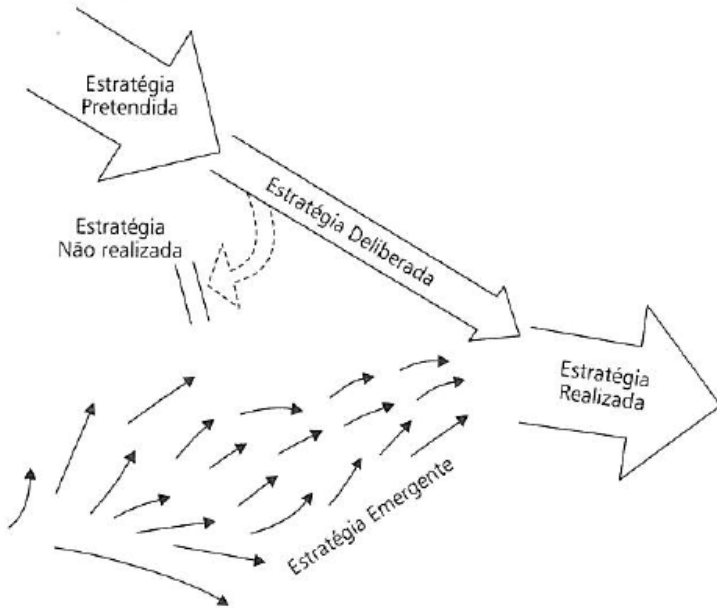 Estratégia
Pretendida
Estratégia Deliberada
Estratégia
Não realizada
Estratégia
Realizada
Estratégia Emergente